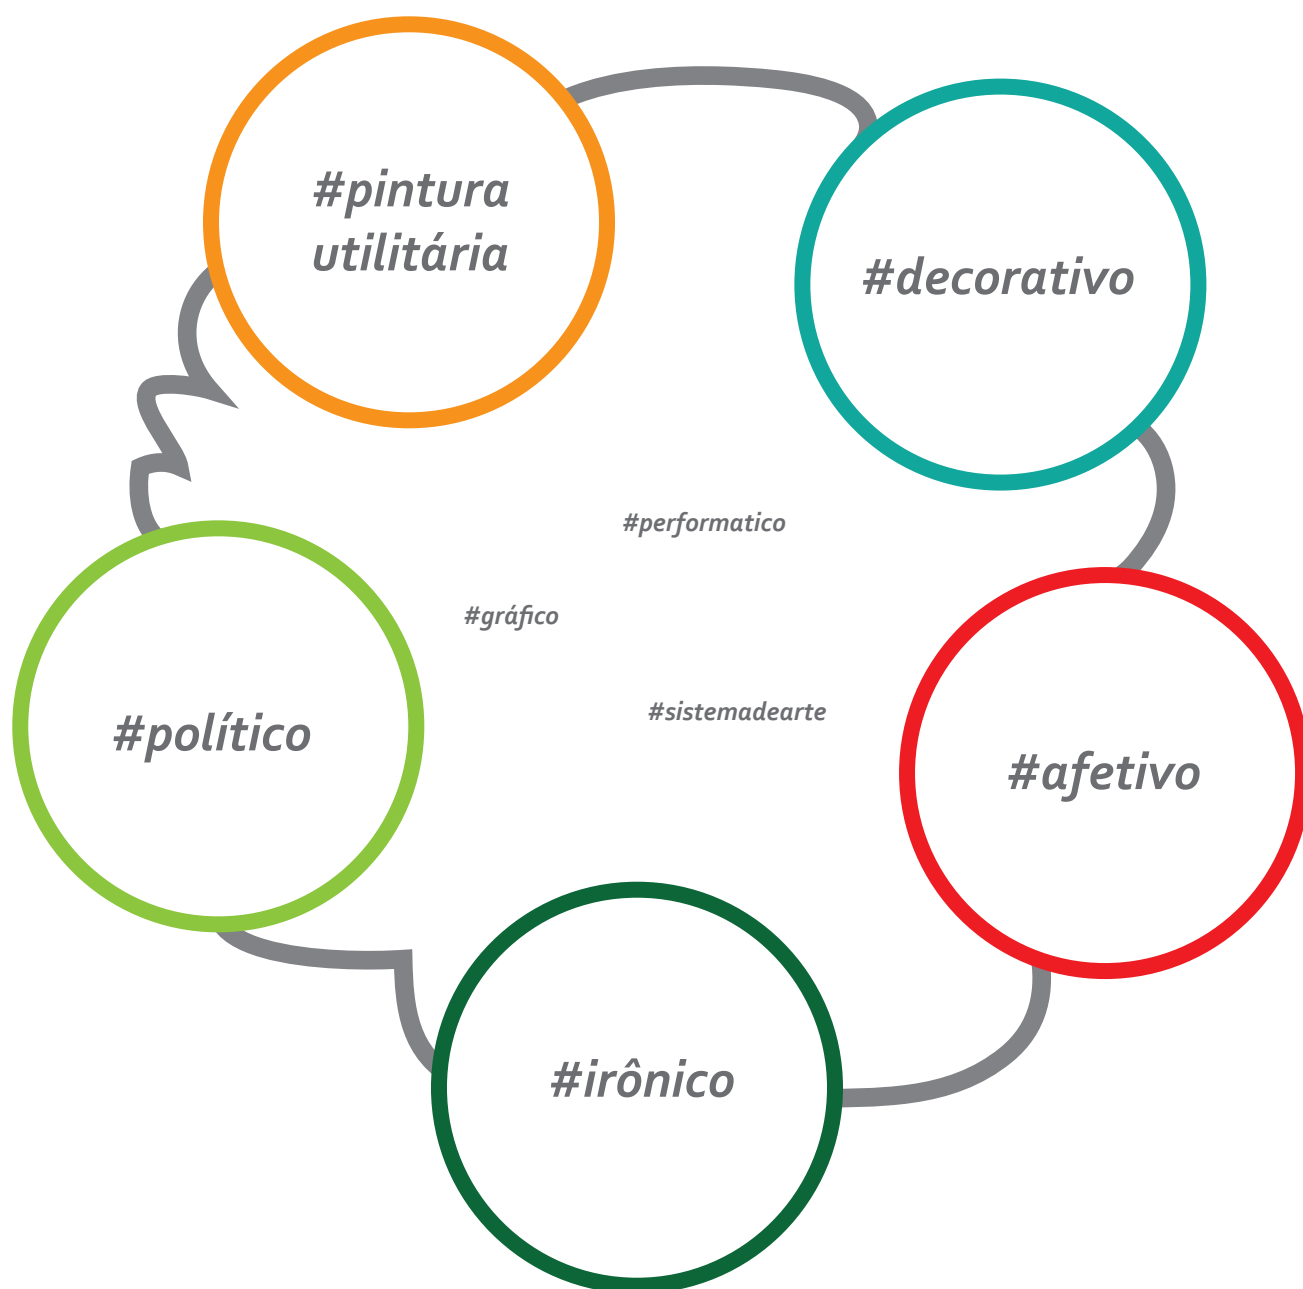 #pintura
utilitária
#decorativo
#performatico
#gráfico
#sistemadearte
#político
#afetivo
#irônico